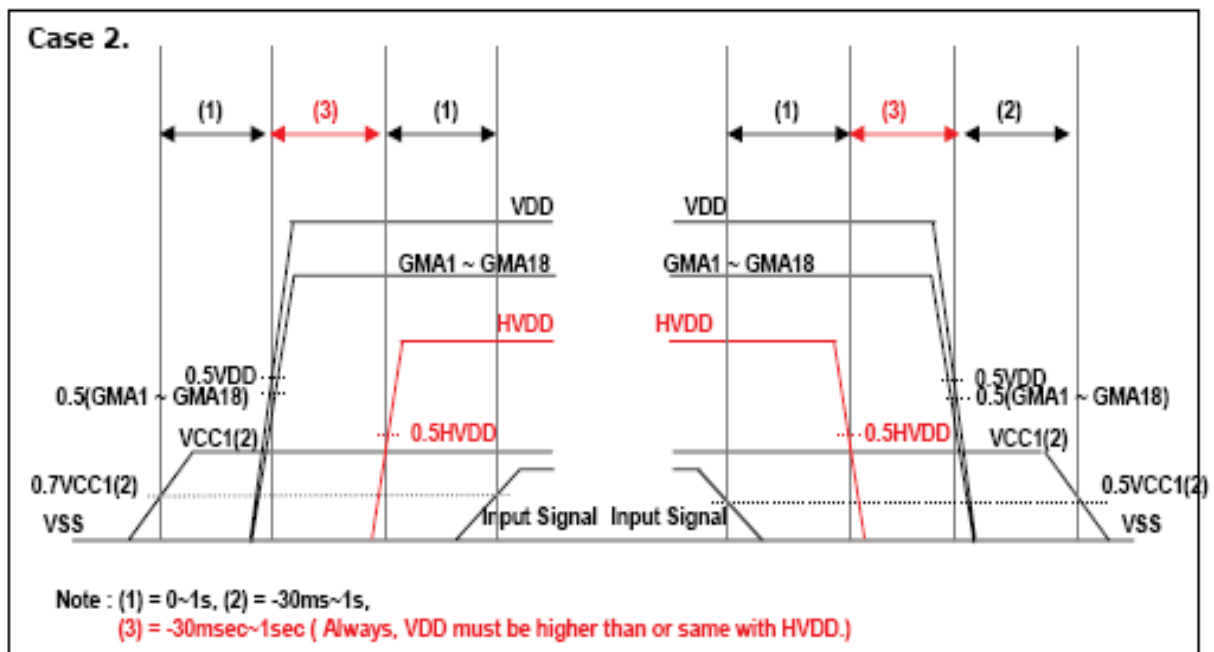 Case 2.
(1) (3) (1) (1) (3) (2)
VDD VDD
GMA1 ~ GMA18 GMA1 ~ GMA18
HVDD HVDD
0.5VDD 0.5VDD
0.5(GMA1 ~ GMA18) 0.5(GMA1 ~ GMA18)
VCC1(2) 0.5HVDD 0.5HVDD VCC1(2)
0.7VCC1(2) 0.5VCC1(2)
VSS Input Signal Input Signal VSS
Note : (1) = 0~1s, (2) = -30ms~1s,
(3) = -30msec~1sec ( Always, VDD must be higher than or same with HVDD.)